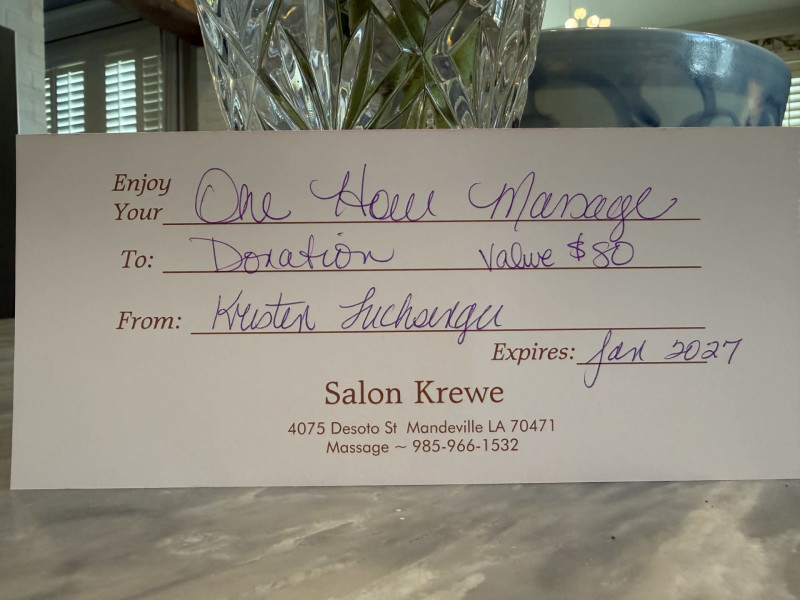 Enjoy
Your One Hour Massage
To: Donation Value $80
From: Kristen Luchsinger
Expires: Jan 2027
Salon Krewe
4075 Desoto St Mandeville LA 70471
Massage ~ 985-966-1532